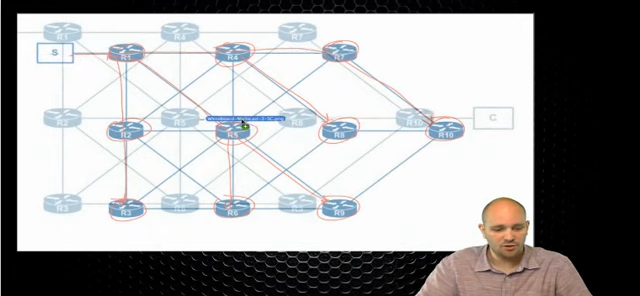 R1 R4 R7
S R1 R4 R7
R2 R5 R8 R10 C
R2 R5 R8 R10
R3 R6 R9
R3 R6 R9